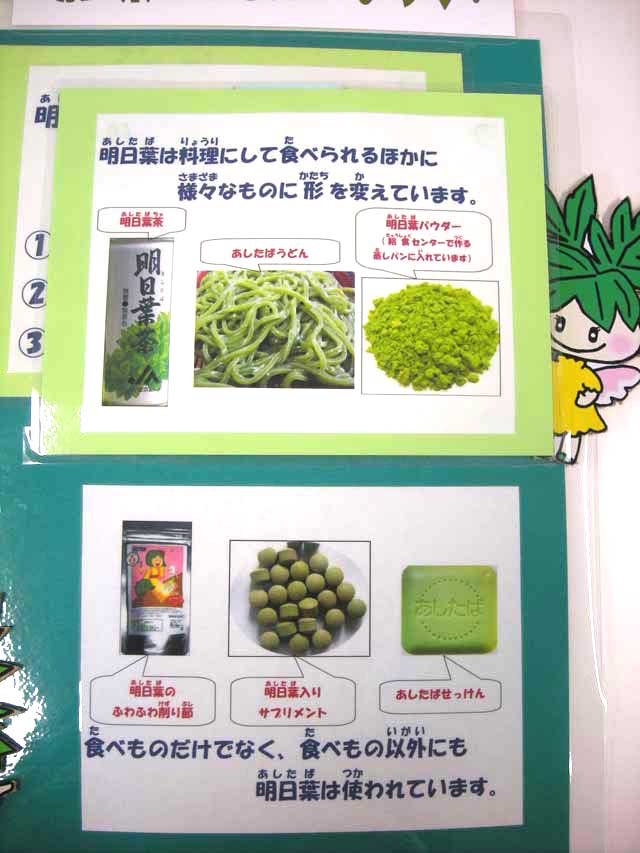 明
①
②
③
明日葉は料理にして食べられるほかに
様々なものに形を変えています。
明日葉茶
あしたばうどん
明日葉パウダー
(給食センターで作る
蒸しパンに入れています)
明日葉茶
あしたば
明日葉の
ふわふわ削り節
明日葉入り
サプリメント
あしたばせっけん
食べものだけでなく、食べもの以外にも
明日葉は使われています。